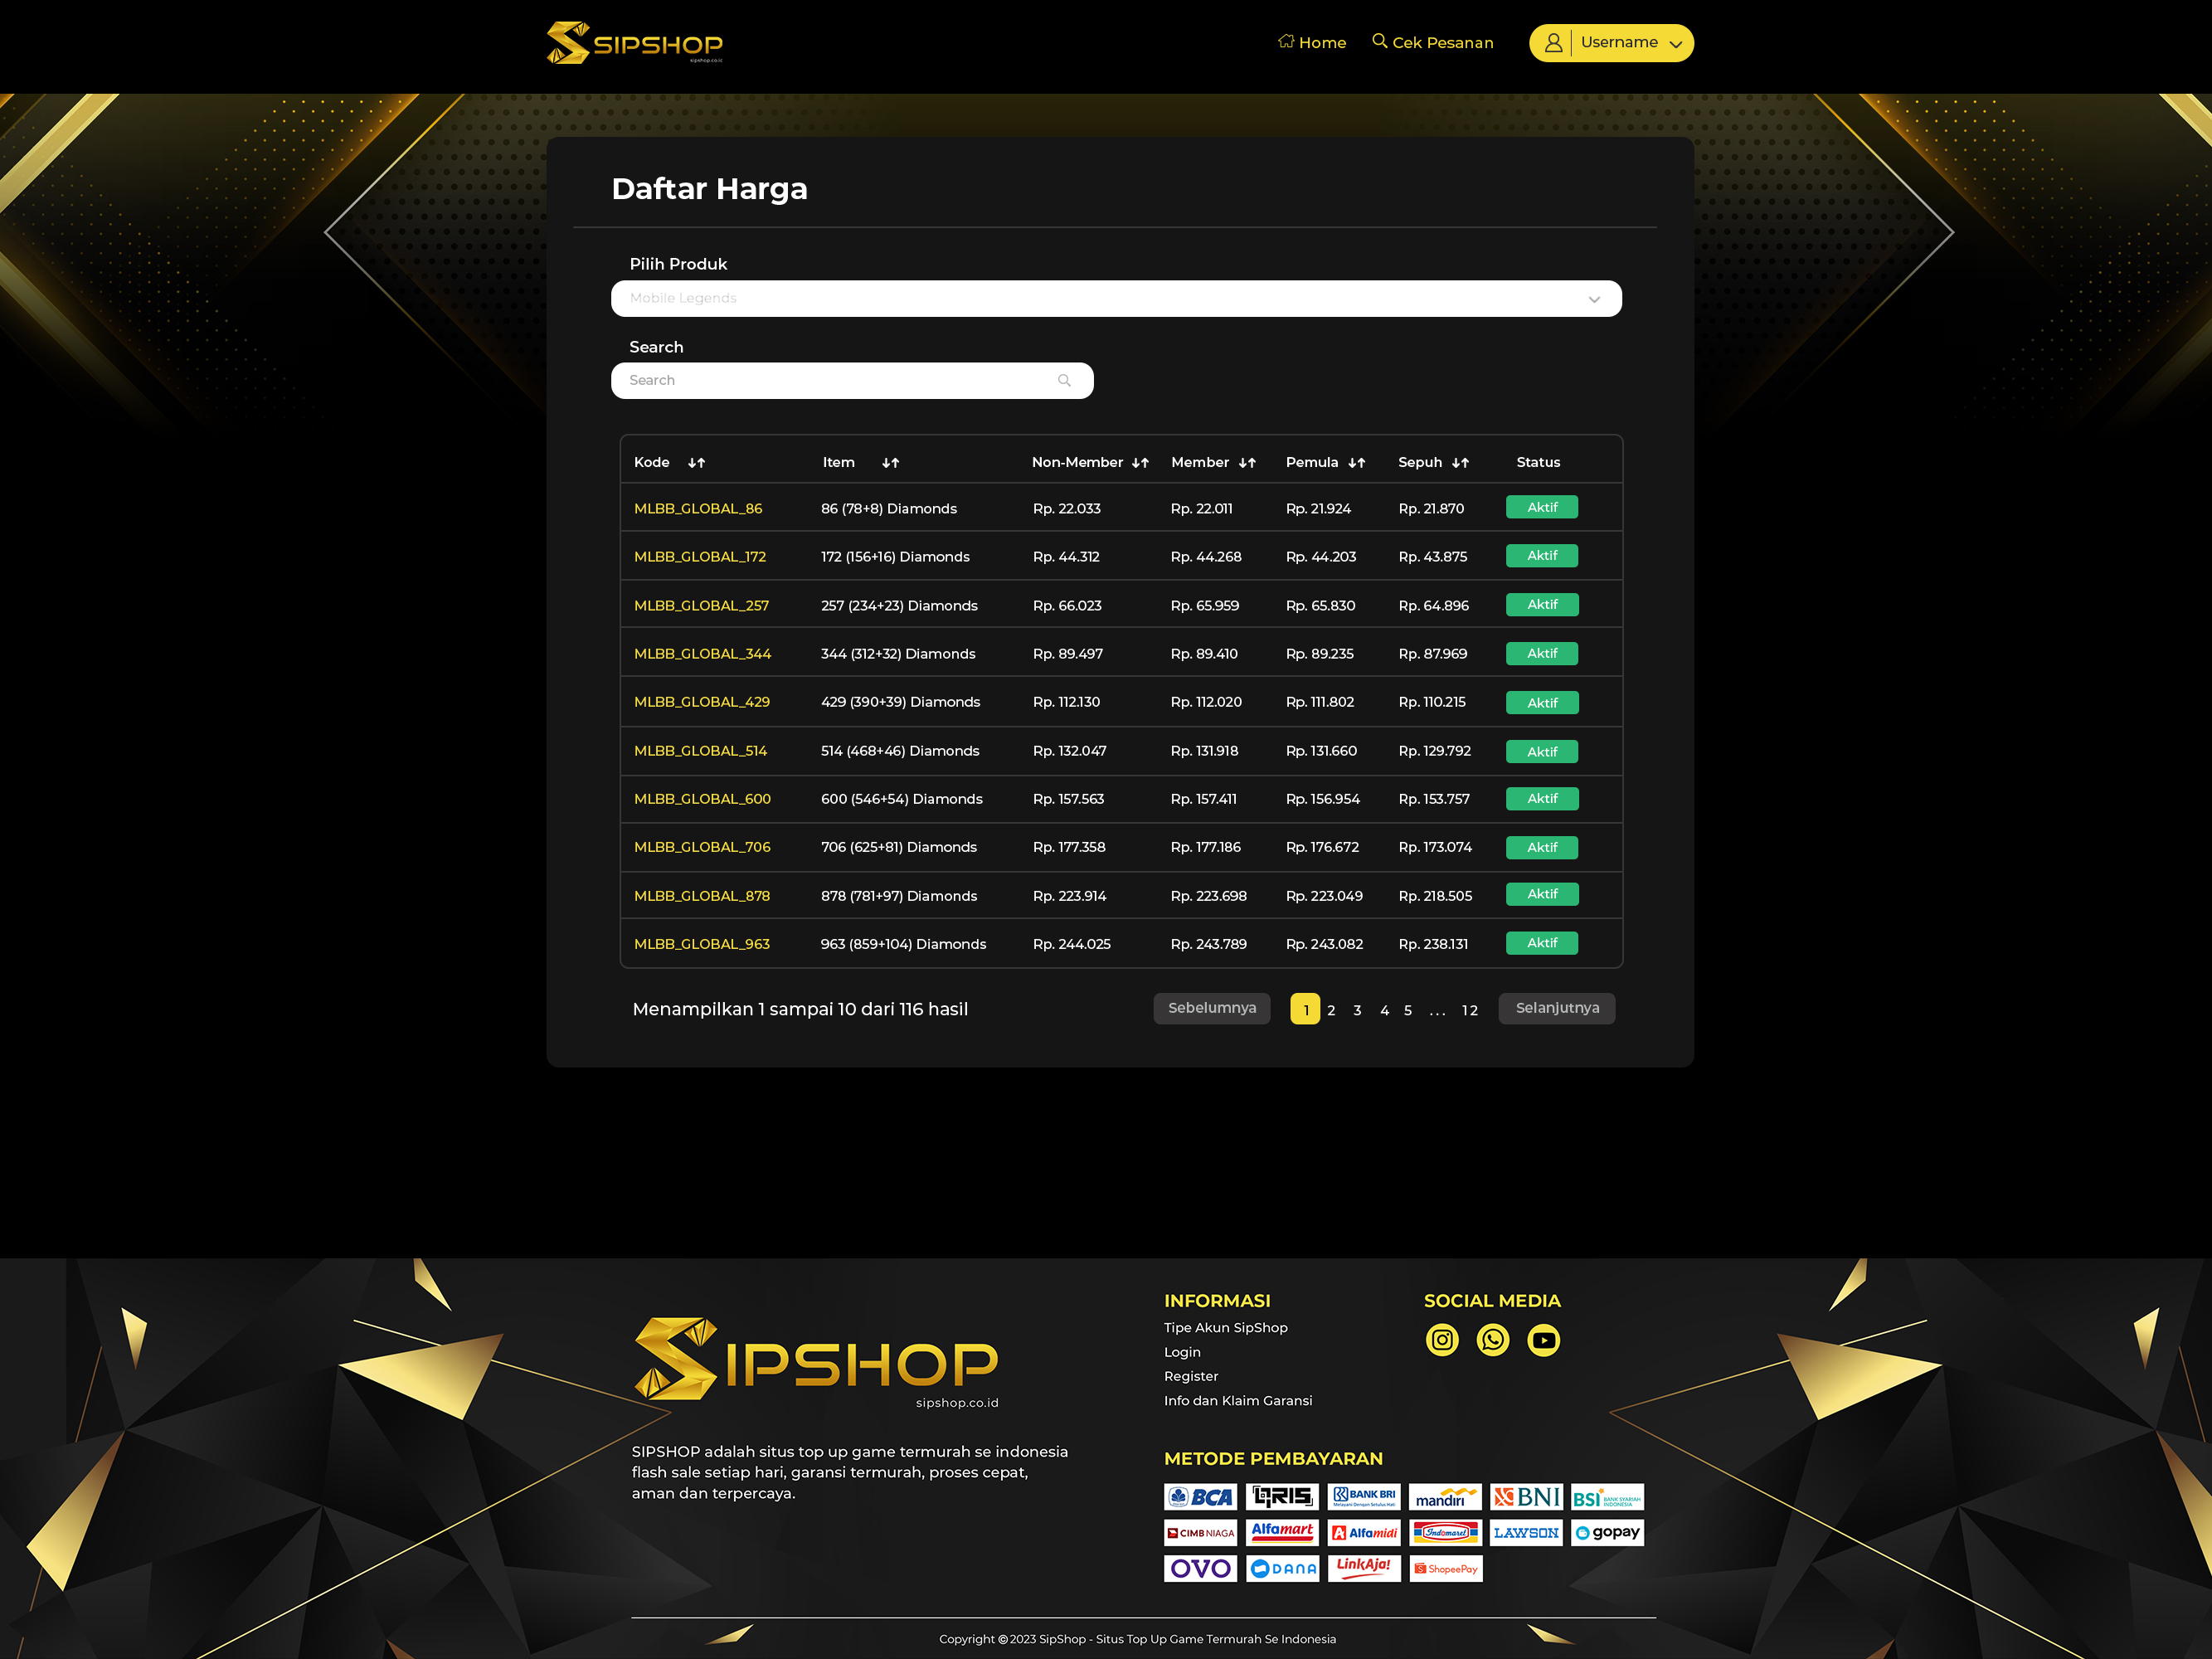 SIPSHOP
sipshop.co.id
Home Cek Pesanan Username
Daftar Harga
Pilih Produk
Mobile Legends
Search
Search
Kode Item Non-Member Member Pemula Sepuh Status
MLBB_GLOBAL_86 86 (78+8) Diamonds Rp. 22.033 Rp. 22.011 Rp. 21.924 Rp. 21.870 Aktif
MLBB_GLOBAL_172 172 (156+16) Diamonds Rp. 44.312 Rp. 44.268 Rp. 44.203 Rp. 43.875 Aktif
MLBB_GLOBAL_257 257 (234+23) Diamonds Rp. 66.023 Rp. 65.959 Rp. 65.830 Rp. 64.896 Aktif
MLBB_GLOBAL_344 344 (312+32) Diamonds Rp. 89.497 Rp. 89.410 Rp. 89.235 Rp. 87.969 Aktif
MLBB_GLOBAL_429 429 (390+39) Diamonds Rp. 112.130 Rp. 112.020 Rp. 111.802 Rp. 110.215 Aktif
MLBB_GLOBAL_514 514 (468+46) Diamonds Rp. 132.047 Rp. 131.918 Rp. 131.660 Rp. 129.792 Aktif
MLBB_GLOBAL_600 600 (546+54) Diamonds Rp. 157.563 Rp. 157.411 Rp. 156.954 Rp. 153.757 Aktif
MLBB_GLOBAL_706 706 (625+81) Diamonds Rp. 177.358 Rp. 177.186 Rp. 176.672 Rp. 173.074 Aktif
MLBB_GLOBAL_878 878 (781+97) Diamonds Rp. 223.914 Rp. 223.698 Rp. 223.049 Rp. 218.505 Aktif
MLBB_GLOBAL_963 963 (859+104) Diamonds Rp. 244.025 Rp. 243.789 Rp. 243.082 Rp. 238.131 Aktif
Menampilkan 1 sampai 10 dari 116 hasil Sebelumnya 1 2 3 4 5 ... 12 Selanjutnya
SIPSHOP
sipshop.co.id
SIPSHOP adalah situs top up game termurah se indonesia
flash sale setiap hari, garansi termurah, proses cepat,
aman dan terpercaya.
INFORMASI
Tipe Akun SipShop
Login
Register
Info dan Klaim Garansi
SOCIAL MEDIA
METODE PEMBAYARAN
BCA QRIS BANK BRI Melayani Dengan Setulus Hati mandiri BNI BSI BANK SYARIAH INDONESIA
CIMB NIAGA Alfamart Alfamidi Indomaret LAWSON gopay
OVO DANA LinkAja! ShopeePay
Copyright © 2023 SipShop - Situs Top Up Game Termurah Se Indonesia